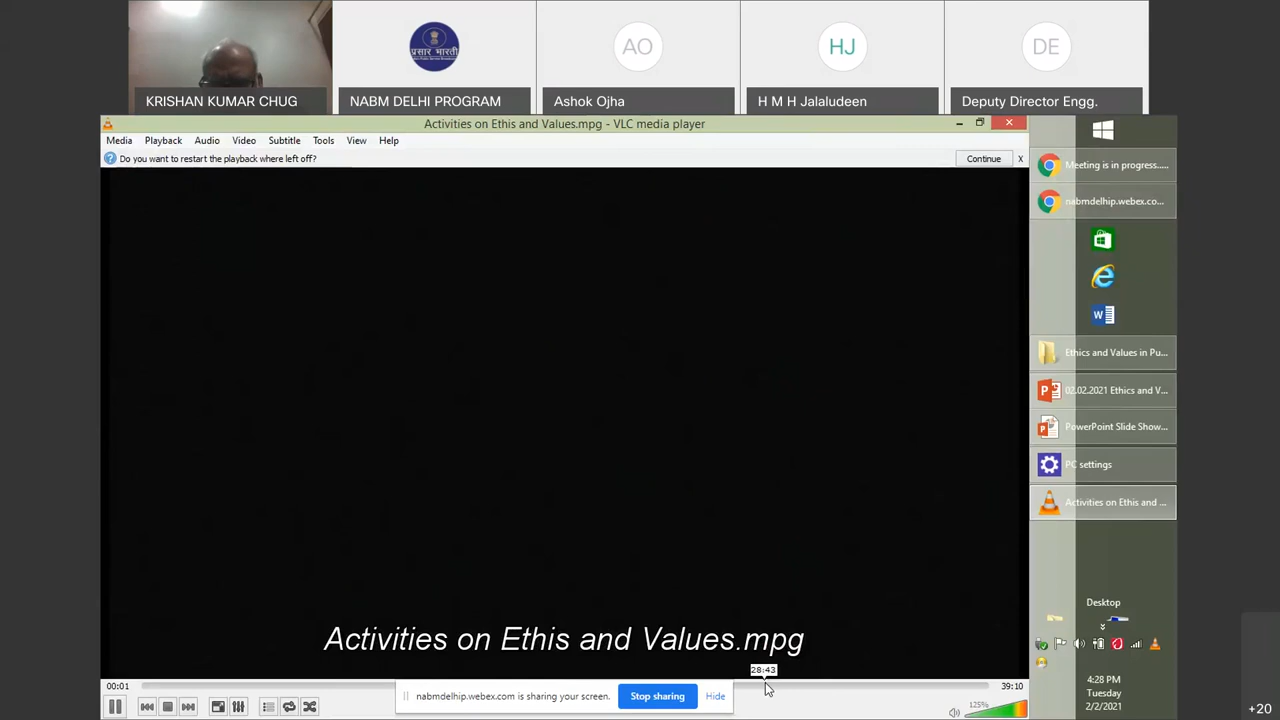 प्रसार भारती
AO
HJ
DE
KRISHAN KUMAR CHUG
NABM DELHI PROGRAM
Ashok Ojha
H M H Jalaludeen
Deputy Director Engg.
Activities on Ethis and Values.mpg - VLC media player
Media Playback Audio Video Subtitle Tools View Help
Do you want to restart the playback where left off?
Continue
X
Meeting is in progress.....
nabmdelhip.webex.co...
Ethics and Values in Pu...
02.02.2021 Ethics and V...
PowerPoint Slide Show...
PC settings
Activities on Ethis and ...
Activities on Ethis and Values.mpg
Desktop
28:43
00:01
39:10
nabmdelhip.webex.com is sharing your screen.
Stop sharing
Hide
125%
4:28 PM
Tuesday
2/2/2021
+20